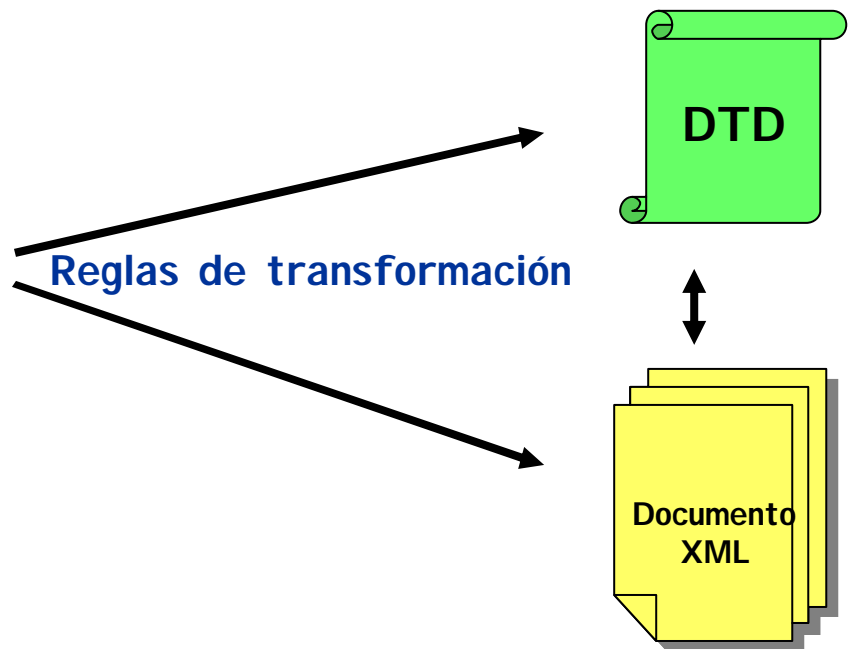 DTD
Reglas de transformación
Documento
XML